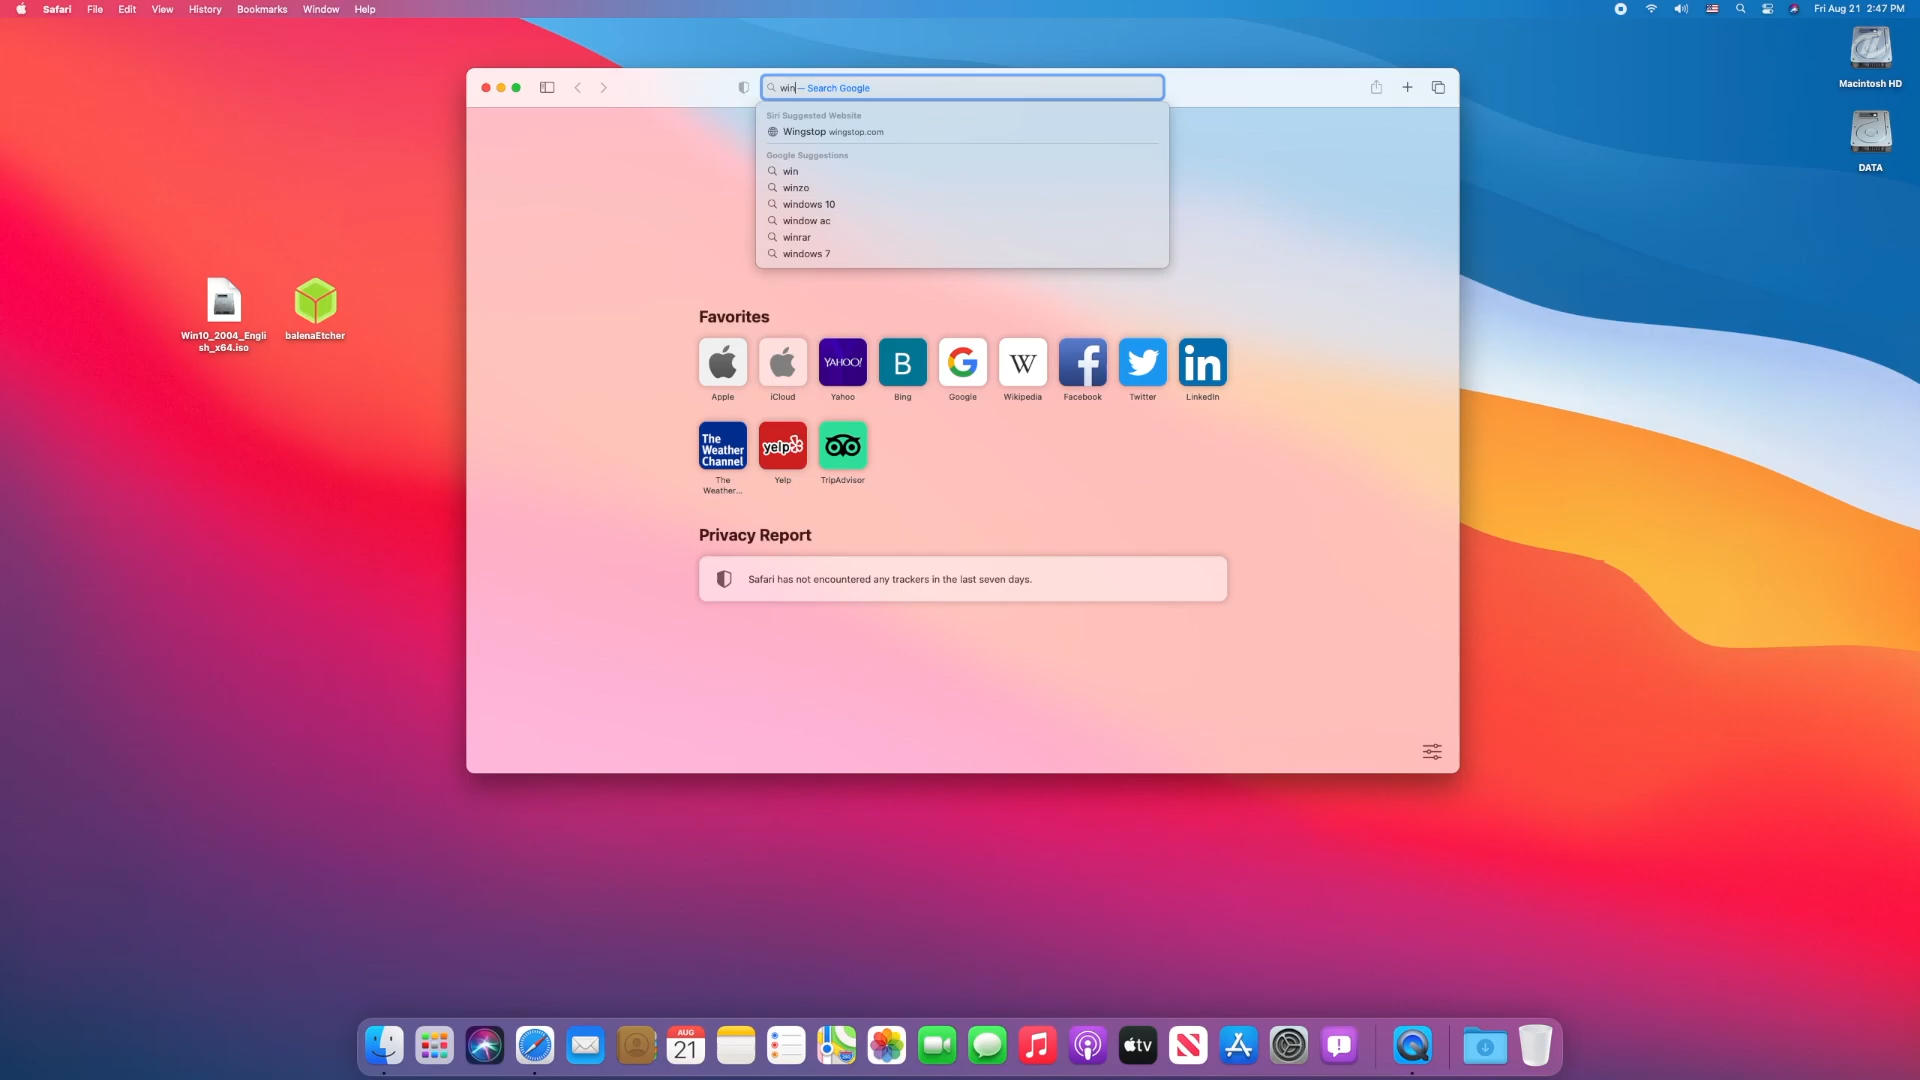 Safari File Edit View History Bookmarks Window Help
Fri Aug 21 2:47 PM
Macintosh HD
DATA
win — Search Google
Siri Suggested Website
Wingstop wingstop.com
Google Suggestions
win
winzo
windows 10
window ac
winrar
windows 7
Win10_2004_Engli
sh_x64.iso
balenaEtcher
Favorites
YAHOO! B G W f in
Apple iCloud Yahoo Bing Google Wikipedia Facebook Twitter LinkedIn
The
Weather
Channel
yelp
The
Weather...
Yelp TripAdvisor
Privacy Report
Safari has not encountered any trackers in the last seven days.
AUG
21
tv